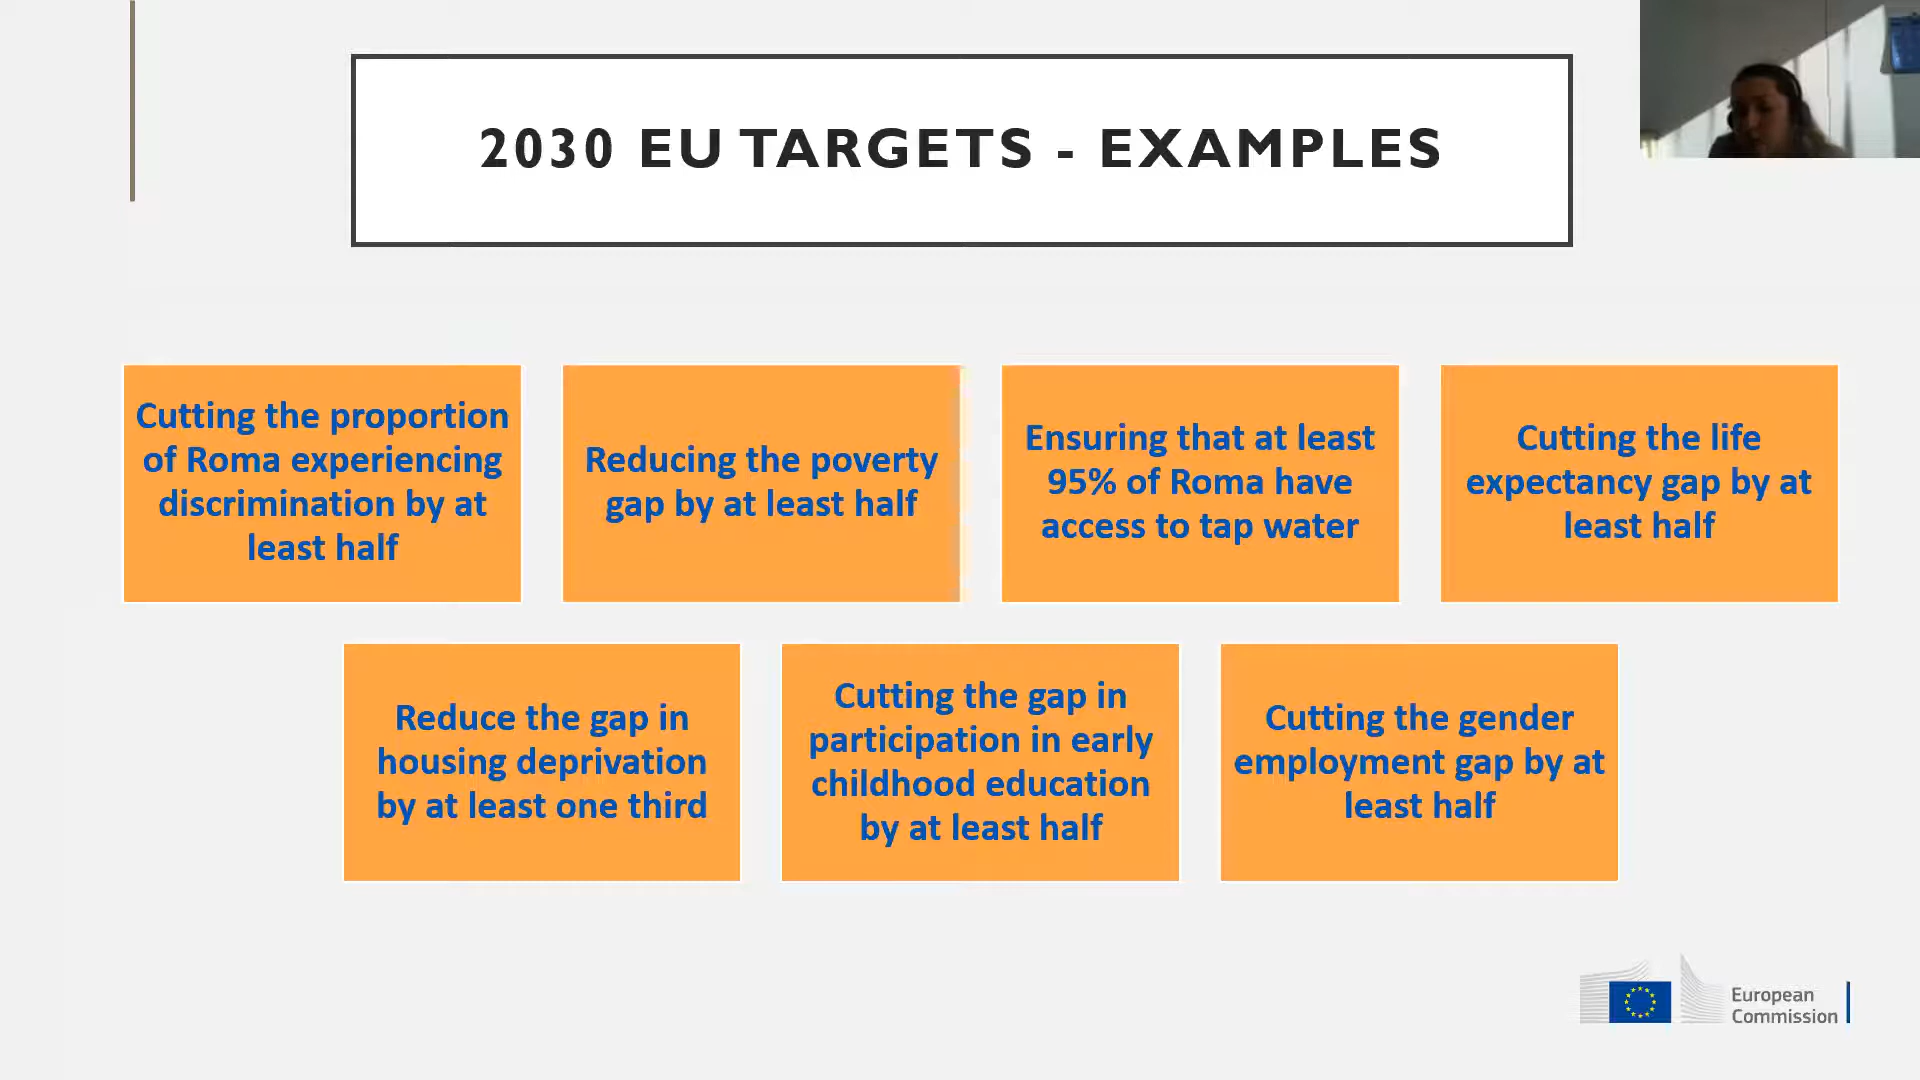 2030 EU TARGETS - EXAMPLES
Cutting the proportion
of Roma experiencing
discrimination by at
least half
Reducing the poverty
gap by at least half
Ensuring that at least
95% of Roma have
access to tap water
Cutting the life
expectancy gap by at
least half
Reduce the gap in
housing deprivation
by at least one third
Cutting the gap in
participation in early
childhood education
by at least half
Cutting the gender
employment gap by at
least half
European
Commission